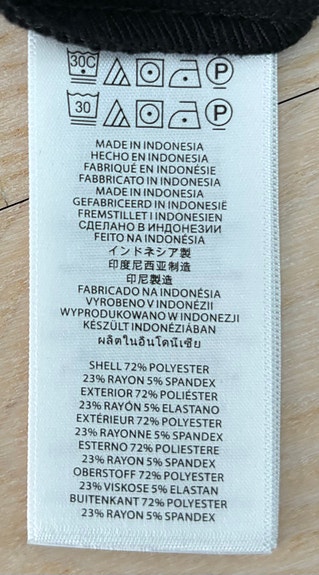 30C P
30 P
MADE IN INDONESIA
HECHO EN INDONESIA
FABRIQUÉ EN INDONÉSIE
FABBRICATO IN INDONESIA
MADE IN INDONESIA
GEFABRICEERD IN INDONESIË
FREMSTILLET I INDONESIEN
СДЕЛАНО В ИНДОНЕЗИИ
FEITO NA INDONÉSIA
インドネシア製
印度尼西亚制造
印尼製造
FABRICADO NA INDONÉSIA
VYROBENO V INDONÉZII
WYPRODUKOWANO W INDONEZJI
KÉSZÜLT INDONÉZIÁBAN
ผลิตในอินโดนีเซีย
SHELL 72% POLYESTER
23% RAYON 5% SPANDEX
EXTERIOR 72% POLIÉSTER
23% RAYÓN 5% ELASTANO
EXTÉRIEUR 72% POLYESTER
23% RAYONNE 5% SPANDEX
ESTERNO 72% POLIESTERE
23% RAYON 5% SPANDEX
OBERSTOFF 72% POLYESTER
23% VISKOSE 5% ELASTAN
BUITENKANT 72% POLYESTER
23% RAYON 5% SPANDEX